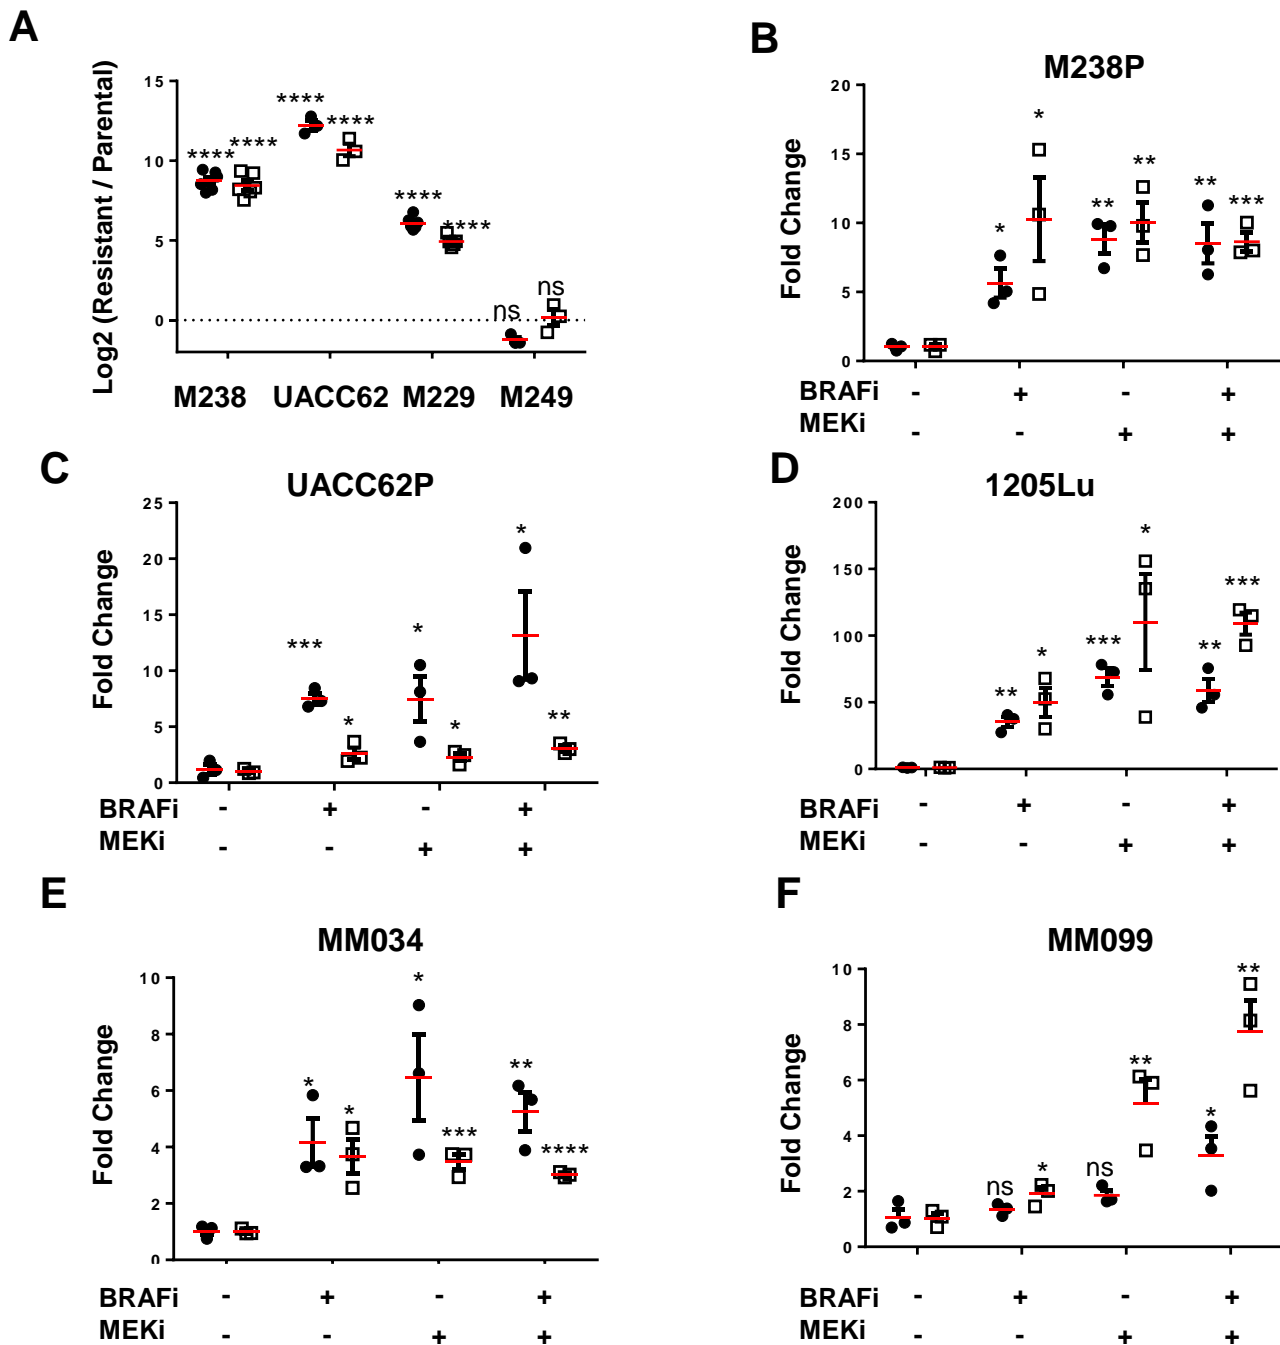 A
Log2 (Resistant / Parental)
15
10
5
0
**** **** **** **** **** **** ns ns
M238 UACC62 M229 M249
B
M238P
Fold Change
20
15
10
5
0
* * ** ** ** ***
BRAFi - + - +
MEKi - - + +
C
UACC62P
Fold Change
25
20
15
10
5
0
*** * * * * **
BRAFi - + - +
MEKi - - + +
D
1205Lu
Fold Change
200
150
100
50
0
** * *** * ** ***
BRAFi - + - +
MEKi - - + +
E
MM034
Fold Change
10
8
6
4
2
0
* * * *** ** ****
BRAFi - + - +
MEKi - - + +
F
MM099
Fold Change
10
8
6
4
2
0
ns * ns ** * **
BRAFi - + - +
MEKi - - + +